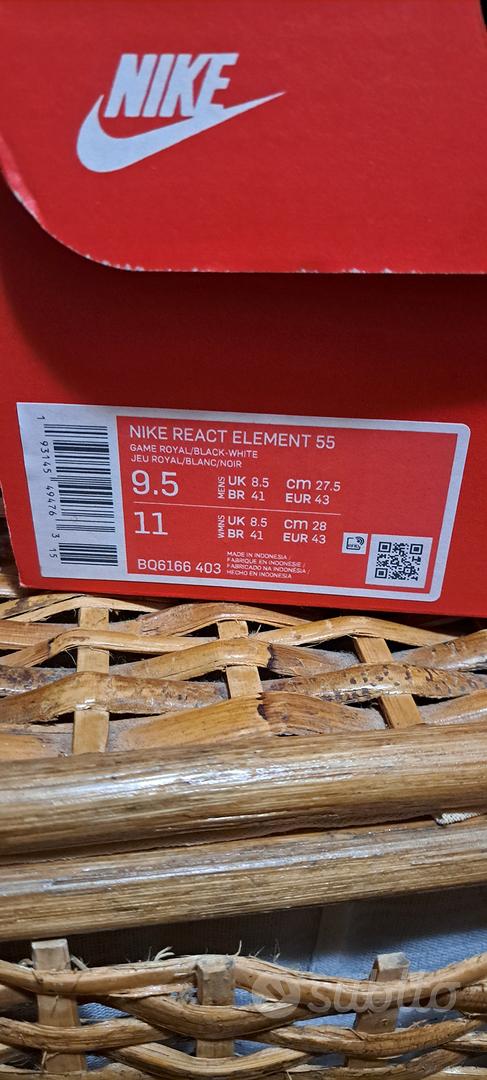 NIKE
NIKE REACT ELEMENT 55
GAME ROYAL/BLACK-WHITE
JEU ROYAL/BLANC/NOIR
9.5 MENS UK 8.5 CM 27.5
BR 41 EUR 43
11 WMNS UK 8.5 CM 28
BR 41 EUR 43
BQ6166 403
MADE IN INDONESIA /
FABRIQUE EN INDONESIE /
FABRICADO NA INDONÉSIA /
HECHO EN INDONESIA
1 93145 49476 3 15
subito